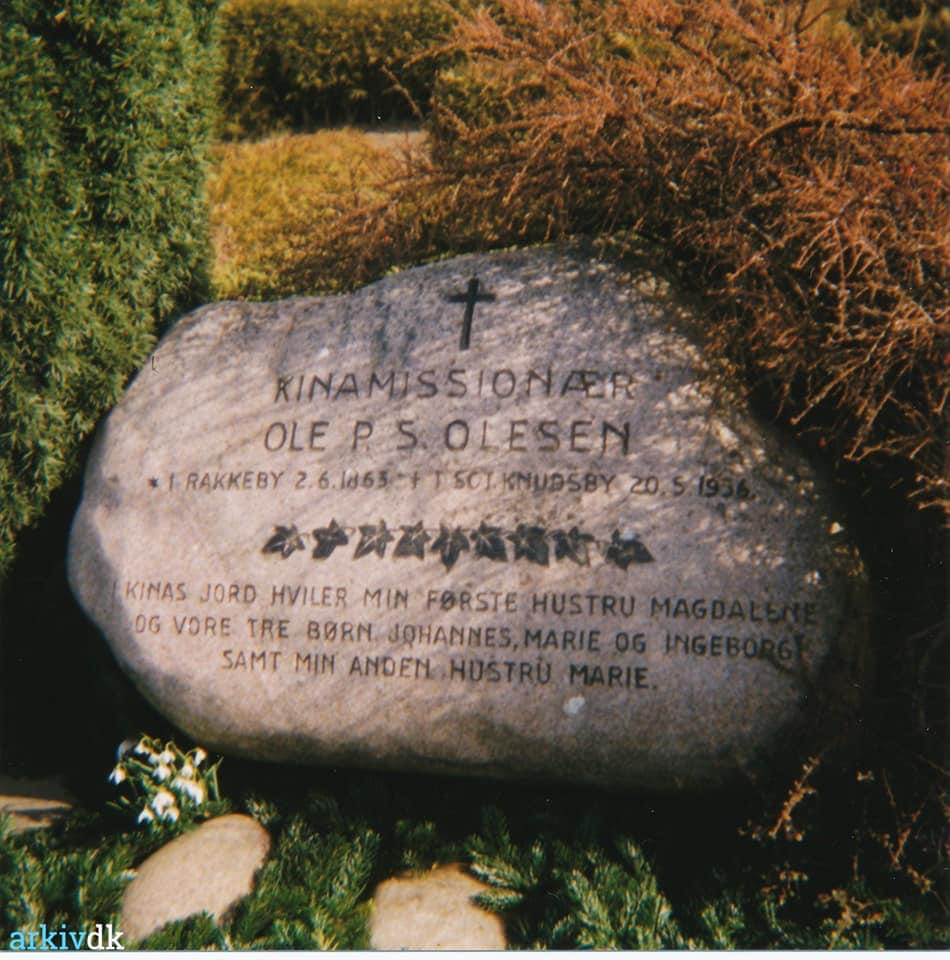 KINAMISSIONÆR
OLE P. S. OLESEN
* I RAKKEBY 2.6.1863 † I SCT. KNUDSBY 20.5.1936.
I KINAS JORD HVILER MIN FØRSTE HUSTRU MAGDALENE
OG VORE TRE BØRN JOHANNES, MARIE OG INGEBORG
SAMT MIN ANDEN HUSTRU MARIE.
arkivdk